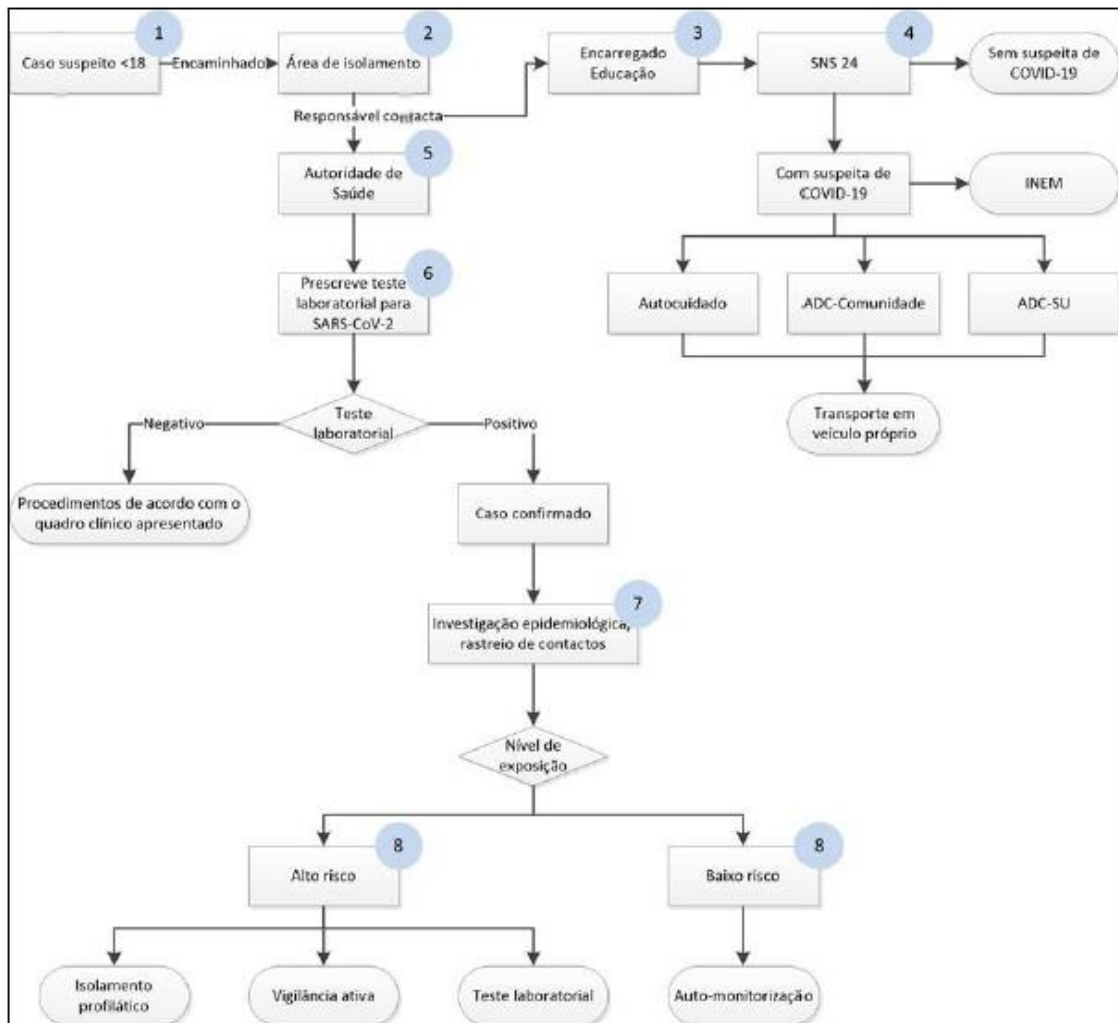 1
2
3
4
Caso suspeito <18
Encaminhado
Área de isolamento
Encarregado
Educação
SNS 24
Sem suspeita de
COVID-19
Responsável contacta
5
Autoridade de
Saúde
Com suspeita de
COVID-19
INEM
6
Prescreve teste
laboratorial para
SARS-CoV-2
Autocuidado
ADC-Comunidade
ADC-SU
Teste
laboratorial
Negativo
Positivo
Transporte em
veículo próprio
Procedimentos de acordo com o
quadro clínico apresentado
Caso confirmado
7
Investigação epidemiológica,
rastreio de contactos
Nível de
exposição
8
Alto risco
8
Baixo risco
Isolamento
profilático
Vigilância ativa
Teste laboratorial
Auto-monitorização